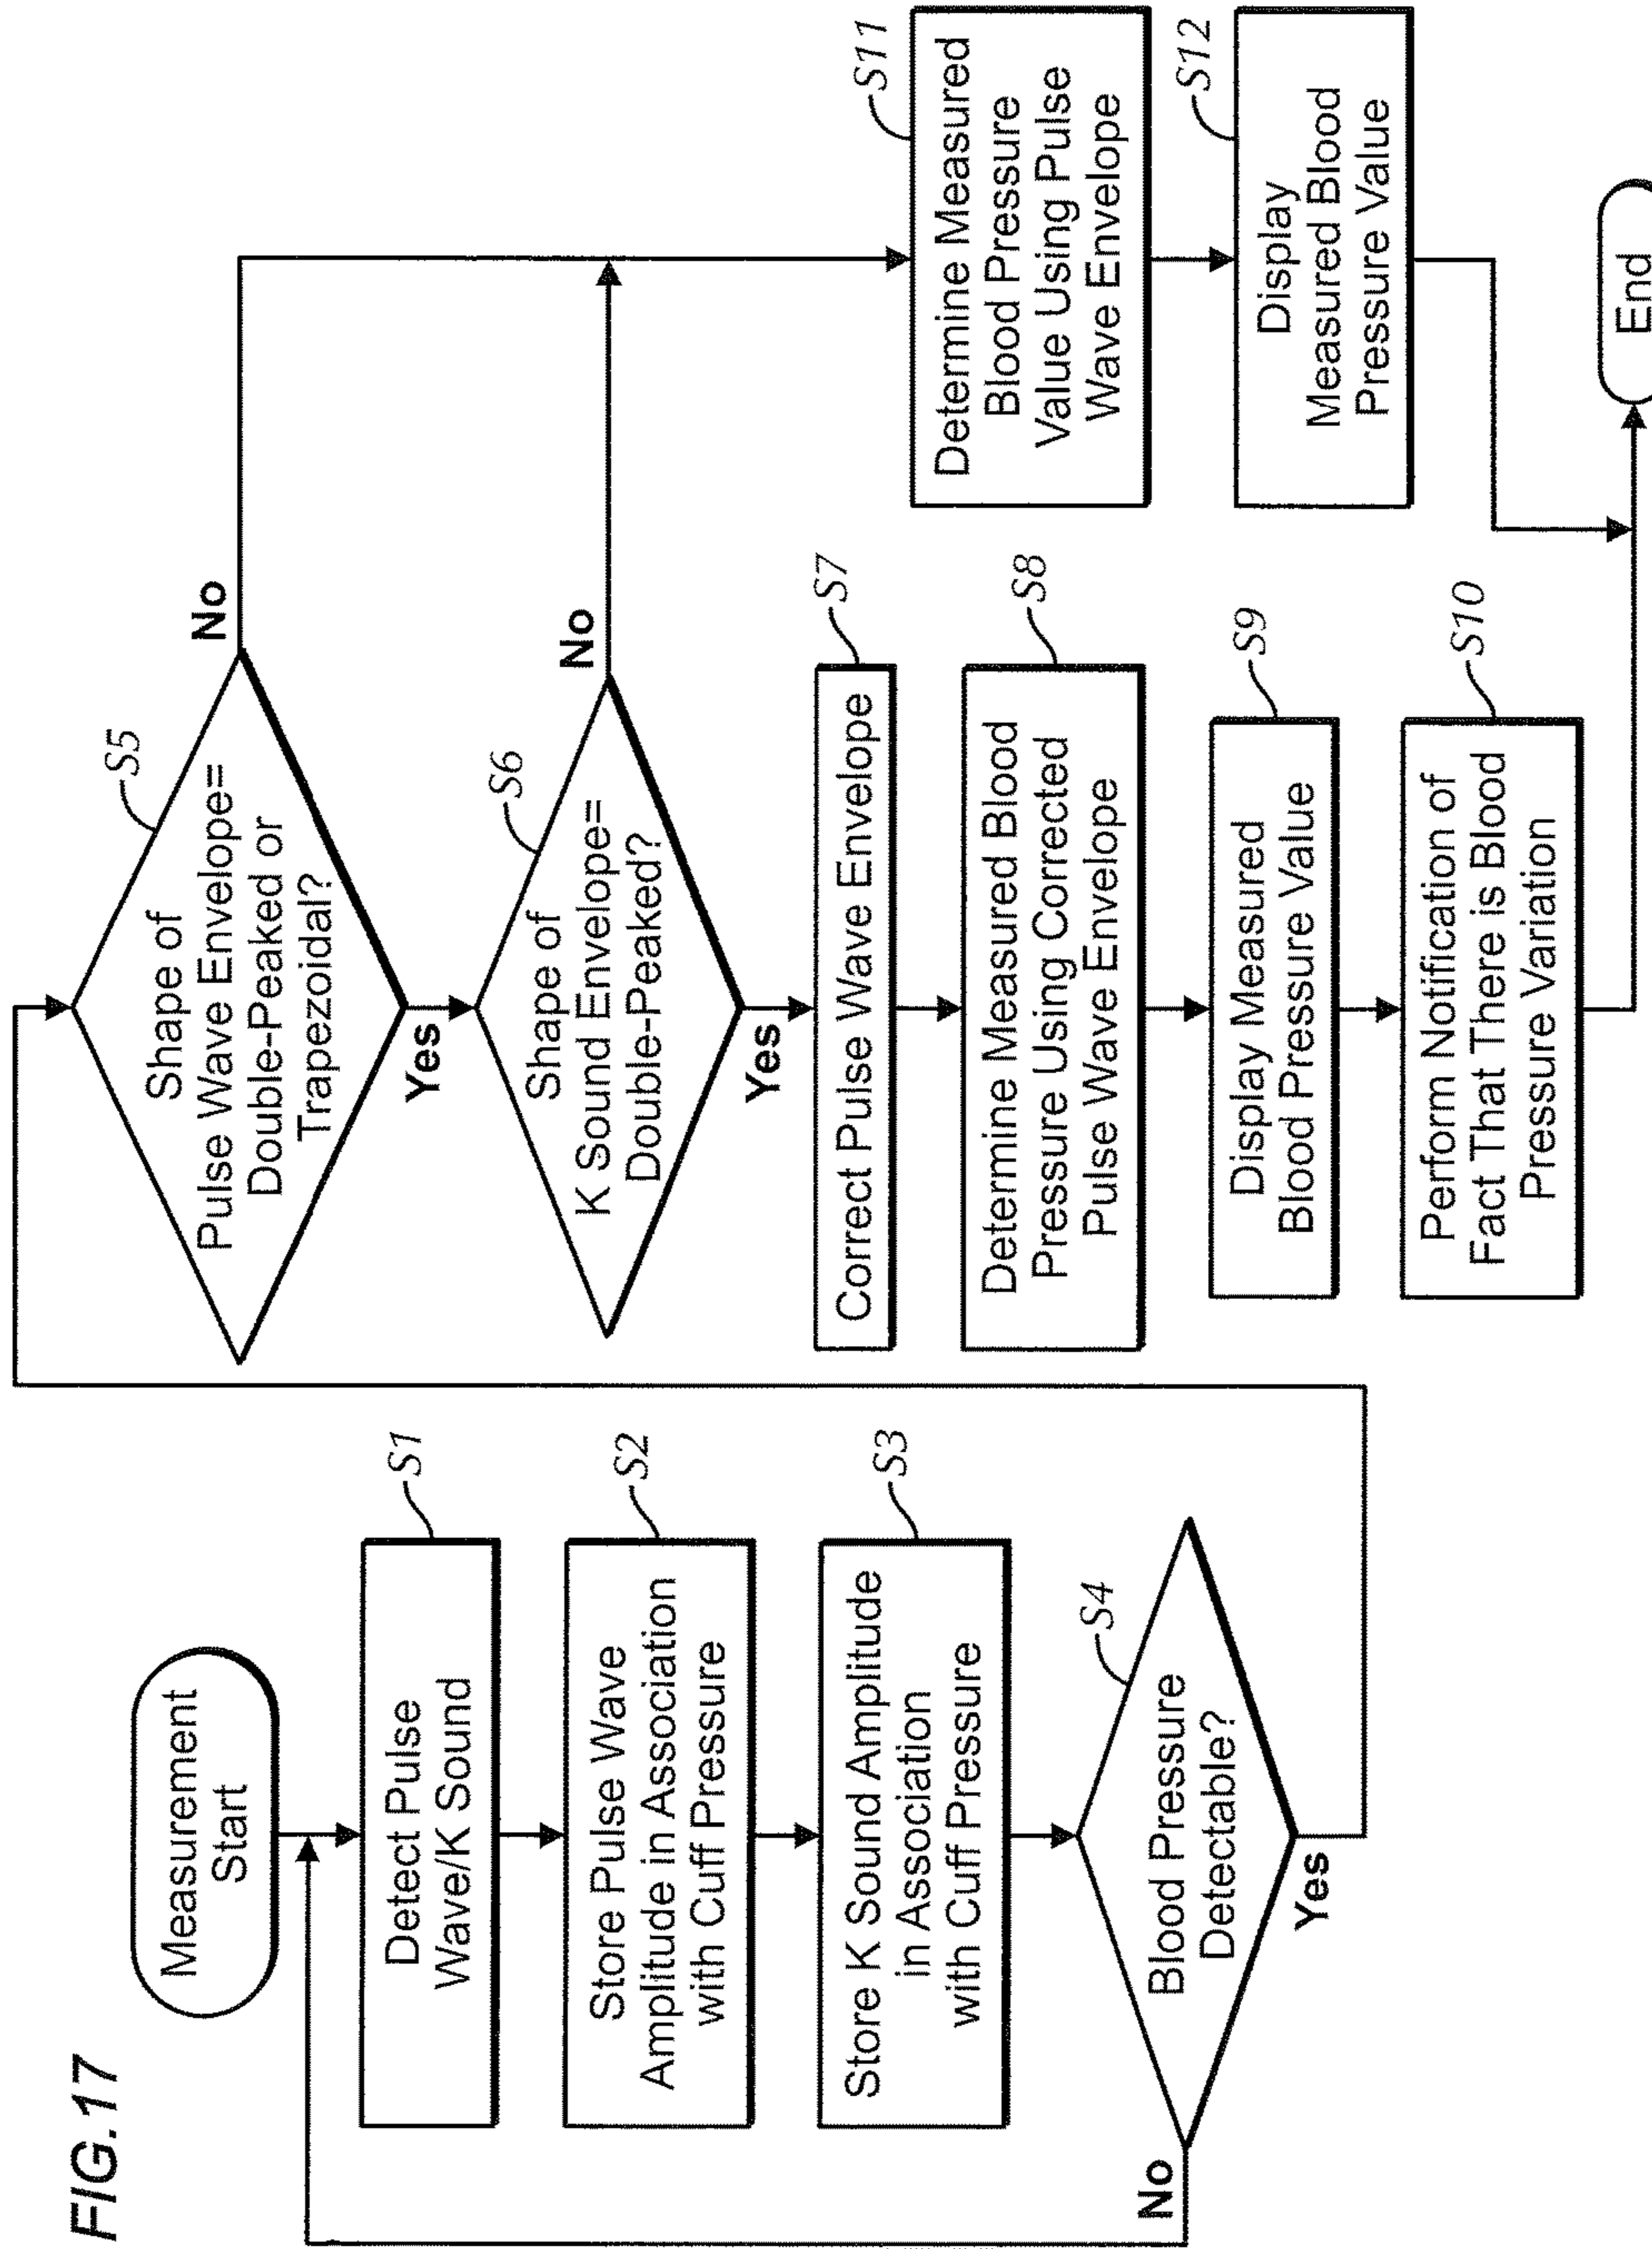 FIG.17
Measurement
Start
S1
Detect Pulse
Wave/K Sound
S2
Store Pulse Wave
Amplitude in Association
with Cuff Pressure
S3
Store K Sound Amplitude
in Association
with Cuff Pressure
S4
Blood Pressure
Detectable?
No
Yes
S5
Shape of
Pulse Wave Envelope=
Double-Peaked or
Trapezoidal?
No
Yes
S6
Shape of
K Sound Envelope=
Double-Peaked?
No
Yes
S7
Correct Pulse Wave Envelope
S8
Determine Measured Blood
Pressure Using Corrected
Pulse Wave Envelope
S9
Display Measured
Blood Pressure Value
S10
Perform Notification of
Fact That There is Blood
Pressure Variation
S11
Determine Measured
Blood Pressure
Value Using Pulse
Wave Envelope
S12
Display
Measured Blood
Pressure Value
End